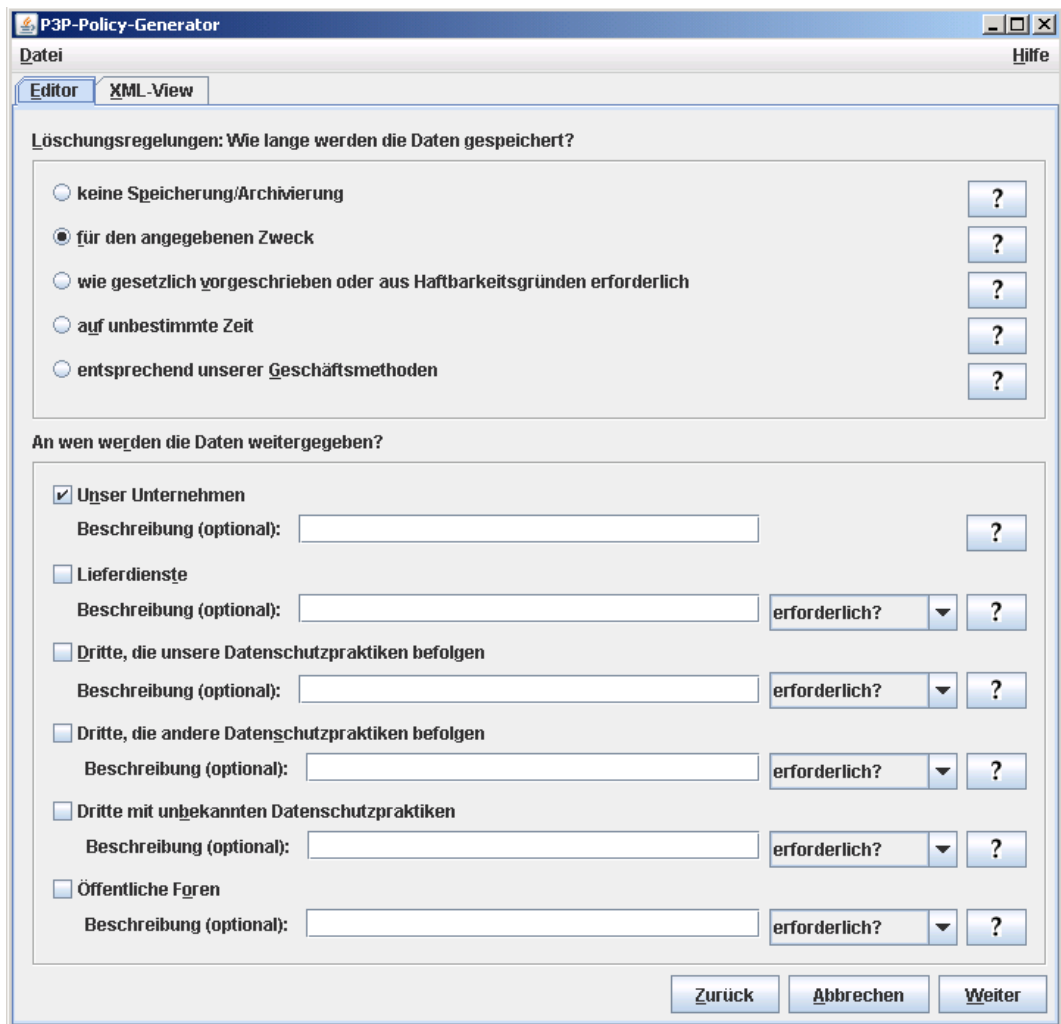 P3P-Policy-Generator
Datei Hilfe
Editor XML-View
Löschungsregelungen: Wie lange werden die Daten gespeichert?
keine Speicherung/Archivierung ?
für den angegebenen Zweck ?
wie gesetzlich vorgeschrieben oder aus Haftbarkeitsgründen erforderlich ?
auf unbestimmte Zeit ?
entsprechend unserer Geschäftsmethoden ?
An wen werden die Daten weitergegeben?
Unser Unternehmen
Beschreibung (optional): ?
Lieferdienste
Beschreibung (optional): erforderlich? ?
Dritte, die unsere Datenschutzpraktiken befolgen
Beschreibung (optional): erforderlich? ?
Dritte, die andere Datenschutzpraktiken befolgen
Beschreibung (optional): erforderlich? ?
Dritte mit unbekannten Datenschutzpraktiken
Beschreibung (optional): erforderlich? ?
Öffentliche Foren
Beschreibung (optional): erforderlich? ?
Zurück Abbrechen Weiter